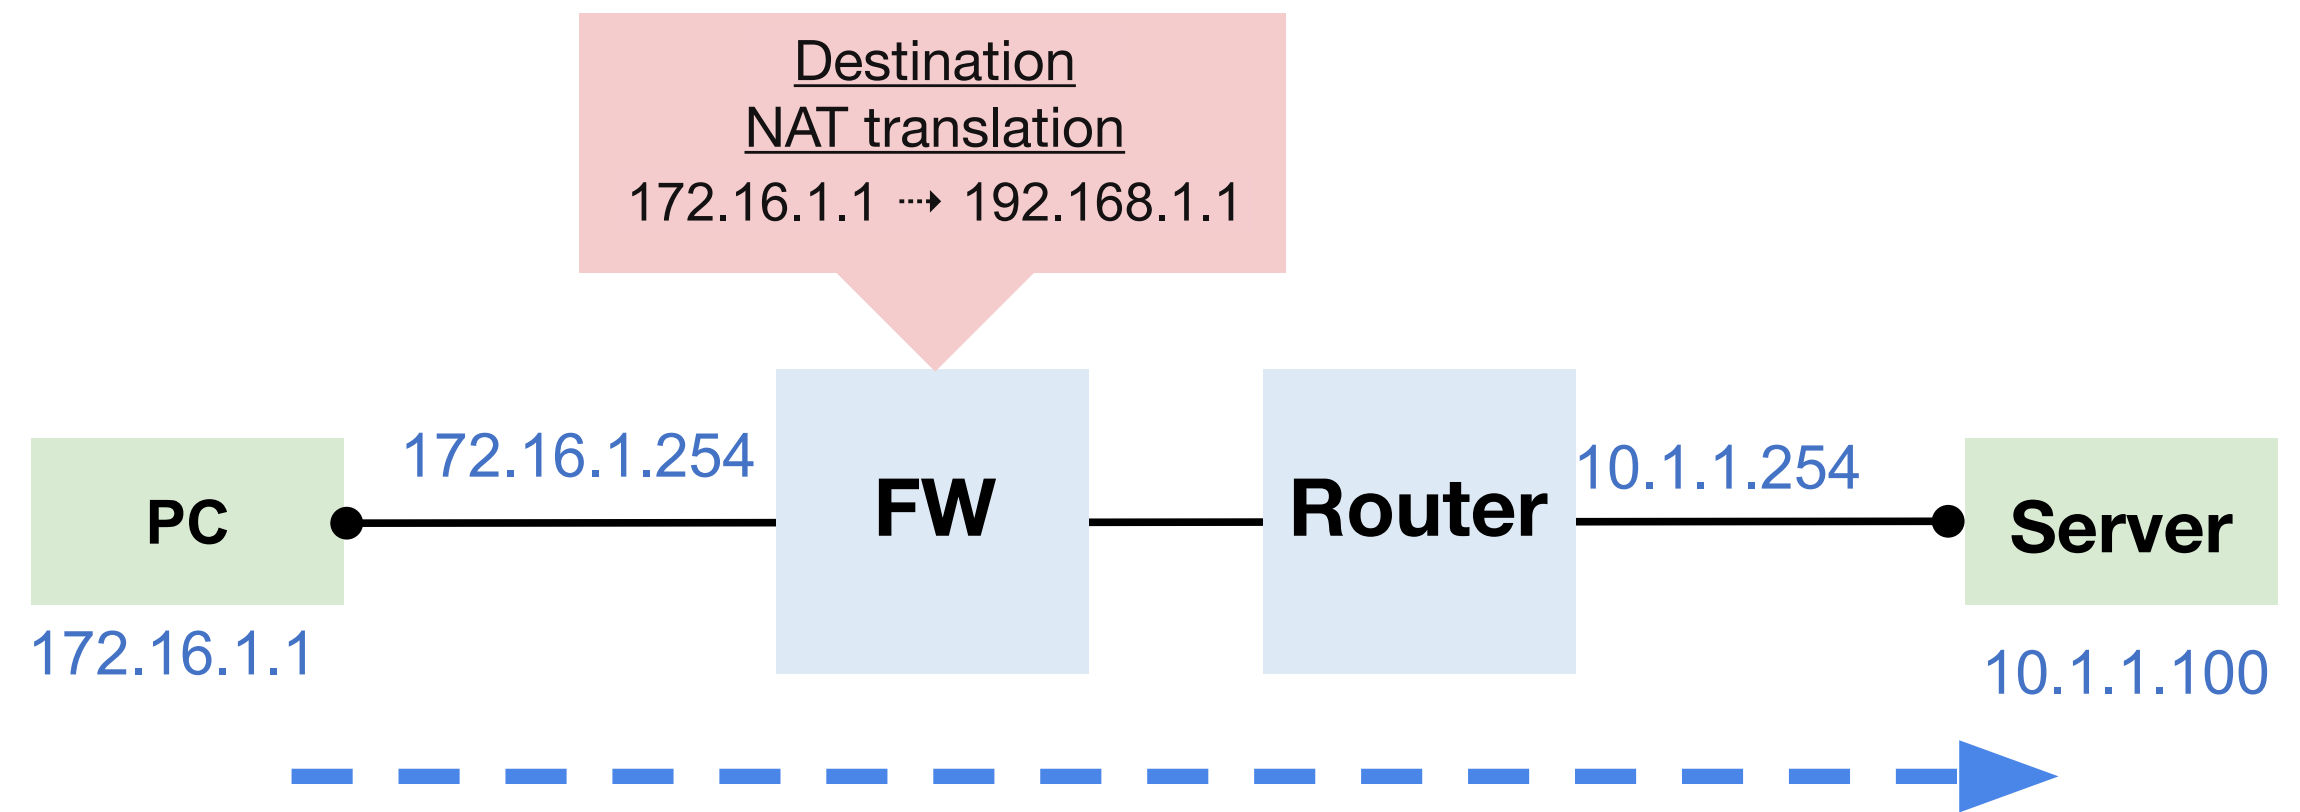 Destination
NAT translation
172.16.1.1 ⇢ 192.168.1.1
172.16.1.254
10.1.1.254
PC
FW
Router
Server
172.16.1.1
10.1.1.100